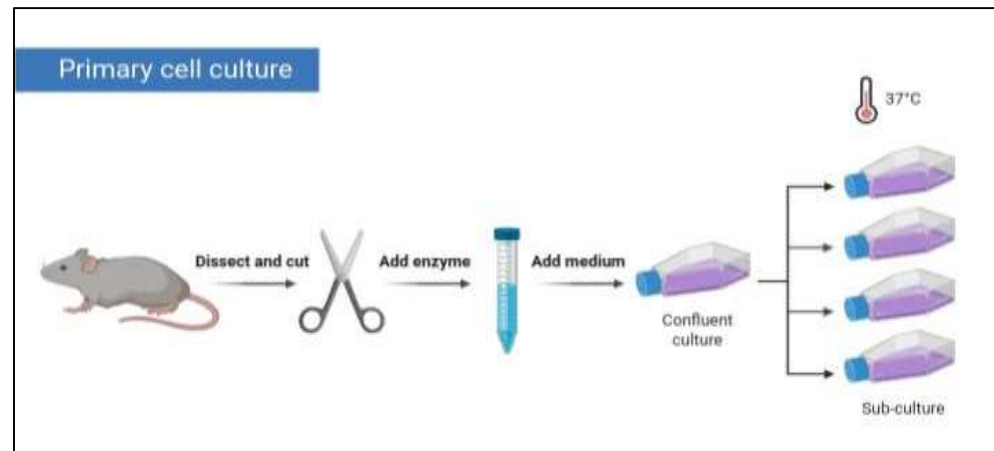 Primary cell culture
37°C
Dissect and cut
Add enzyme
Add medium
Confluent
culture
Sub-culture